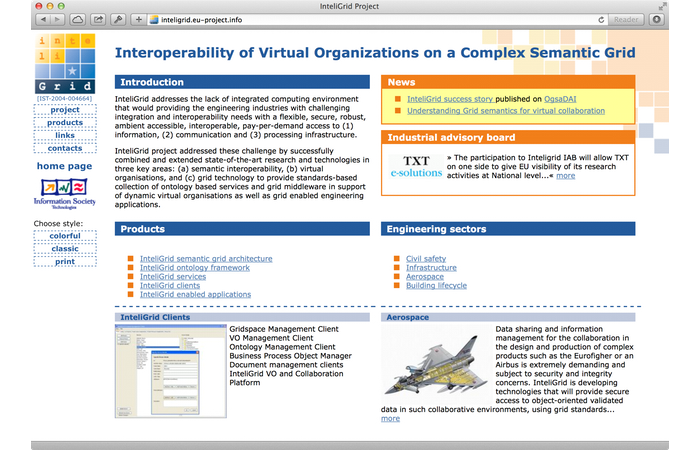 InteliGrid Project
inteligrid.eu-project.info
Reader
inte
li
Grid
[IST-2004-004664]
project
products
links
contacts
home page
Information Society
Technologies
Choose style:
colorful
classic
print
Interoperability of Virtual Organizations on a Complex Semantic Grid
Introduction
InteliGrid addresses the lack of integrated computing environment
that would providing the engineering industries with challenging
integration and interoperability needs with a flexible, secure, robust,
ambient accessible, interoperable, pay-per-demand access to (1)
information, (2) communication and (3) processing infrastructure.
InteliGrid project addressed these challenge by successfully
combined and extended state-of-the-art research and technologies in
three key areas: (a) semantic interoperability, (b) virtual
organisations, and (c) grid technology to provide standards-based
collection of ontology based services and grid middleware in support
of dynamic virtual organisations as well as grid enabled engineering
applications.
News
InteliGrid success story published on OgsaDAI
Understanding Grid semantics for virtual collaboration
Industrial advisory board
TXT
e-solutions
» The participation to Inteligrid IAB will allow TXT
on one side to give EU visibility of its research
activities at National level...« more
Products
InteliGrid semantic grid architecture
InteliGrid ontology framework
InteliGrid services
InteliGrid clients
InteliGrid enabled applications
Engineering sectors
Civil safety
Infrastructure
Aerospace
Building lifecycle
InteliGrid Clients
Gridspace Management Client
VO Management Client
Ontology Management Client
Business Process Object Manager
Document management clients
InteliGrid VO and Collaboration
Platform
Aerospace
Data sharing and information
management for the collaboration in
the design and production of complex
products such as the Eurofigher or an
Airbus is extremely demanding and
subject to security and integrity
concerns. InteliGrid is developing
technologies that will provide secure
access to object-oriented validated
data in such collaborative environments, using grid standards...
more